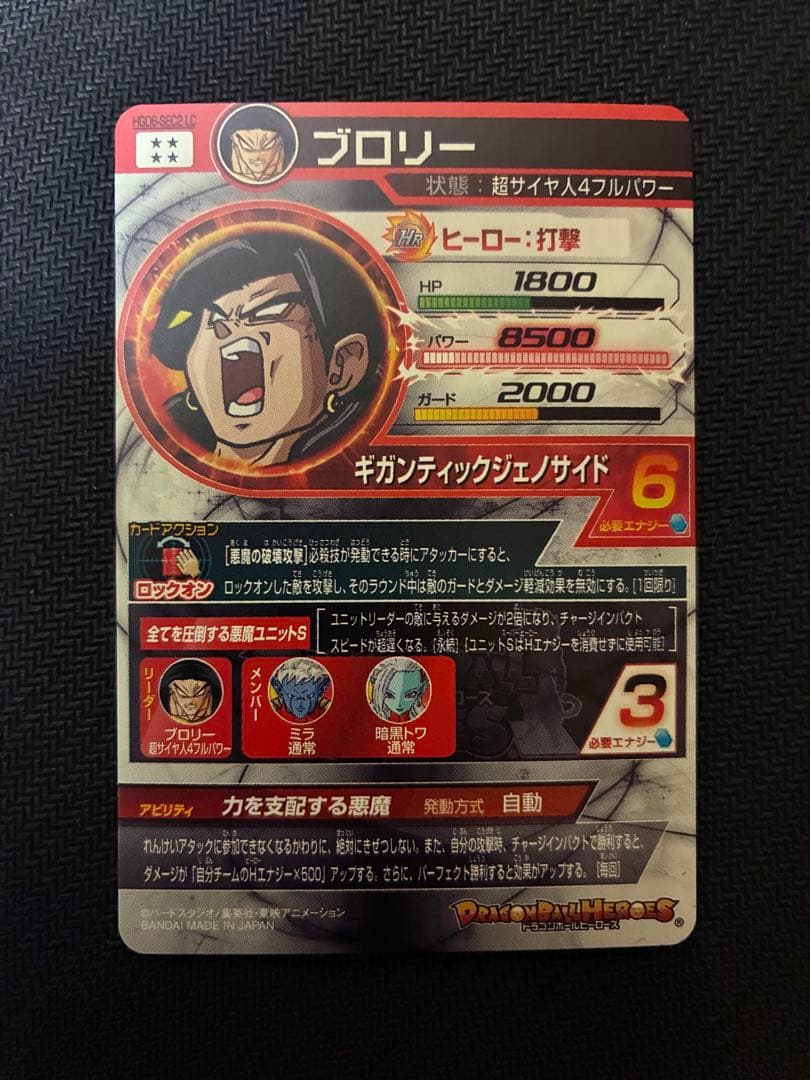 HGD8-SEC2 LC
ブロリー
状態：超サイヤ人4フルパワー
HR
ヒーロー：打撃
HP 1800
パワー 8500
ガード 2000
ギガンティックジェノサイド
6
必要エナジー
カードアクション
ロックオン
[悪魔の破壊攻撃]必殺技が発動できる時にアタッカーにすると、
ロックオンした敵を攻撃し、そのラウンド中は敵のガードとダメージ軽減効果を無効にする。[1回限り]
全てを圧倒する悪魔ユニットS
ユニットリーダーの敵に与えるダメージが2倍になり、チャージインパクト
スピードが超遅くなる。[永続] {ユニットSはHエナジーを消費せずに使用可能}
リーダー
ブロリー
超サイヤ人4フルパワー
メンバー
ミラ
通常
暗黒トワ
通常
3
必要エナジー
アビリティ 力を支配する悪魔 発動方式 自動
れんけいアタックに参加できなくなるかわりに、絶対にきぜつしない。また、自分の攻撃時、チャージインパクトで勝利すると、
ダメージが「自分チームのHエナジー×500」アップする。さらに、パーフェクト勝利すると効果がアップする。[毎回]
©バードスタジオ/集英社・東映アニメーション
BANDAI MADE IN JAPAN
DRAGONBALL HEROES®
ドラゴンボールヒーローズ